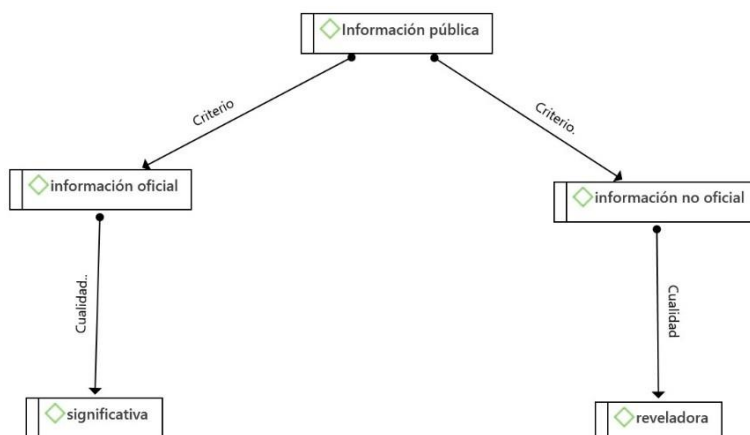 Información pública
Criterio
Criterio.
información oficial
información no oficial
Cualidad..
Cualidad
significativa
reveladora